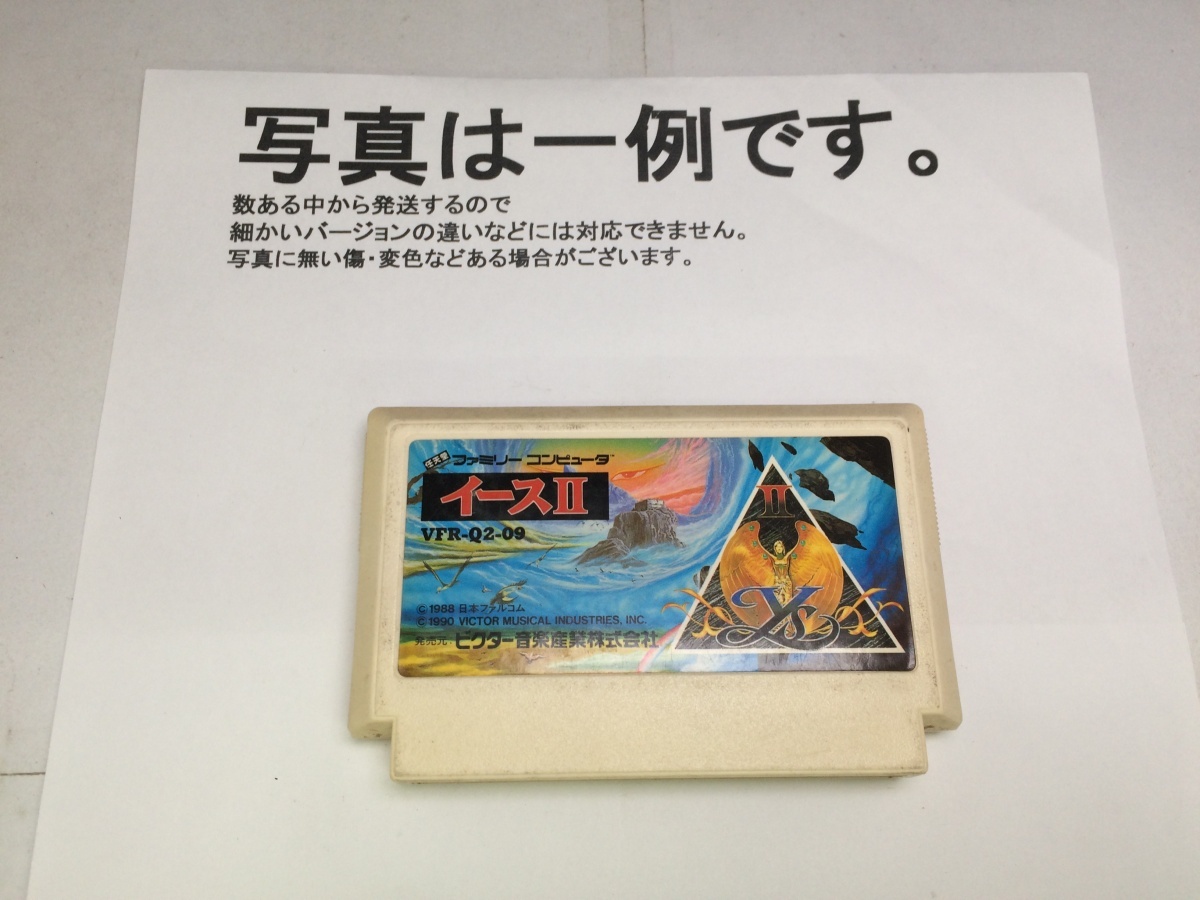 写真は一例です。
数ある中から発送するので
細かいバージョンの違いなどには対応できません。
写真に無い傷・変色などある場合がございます。
任天堂 ファミリー コンピュータ™
イースII
VFR-Q2-09
II
Ys
© 1988 日本ファルコム
© 1990 VICTOR MUSICAL INDUSTRIES, INC.
発売元 ビクター音楽産業株式会社